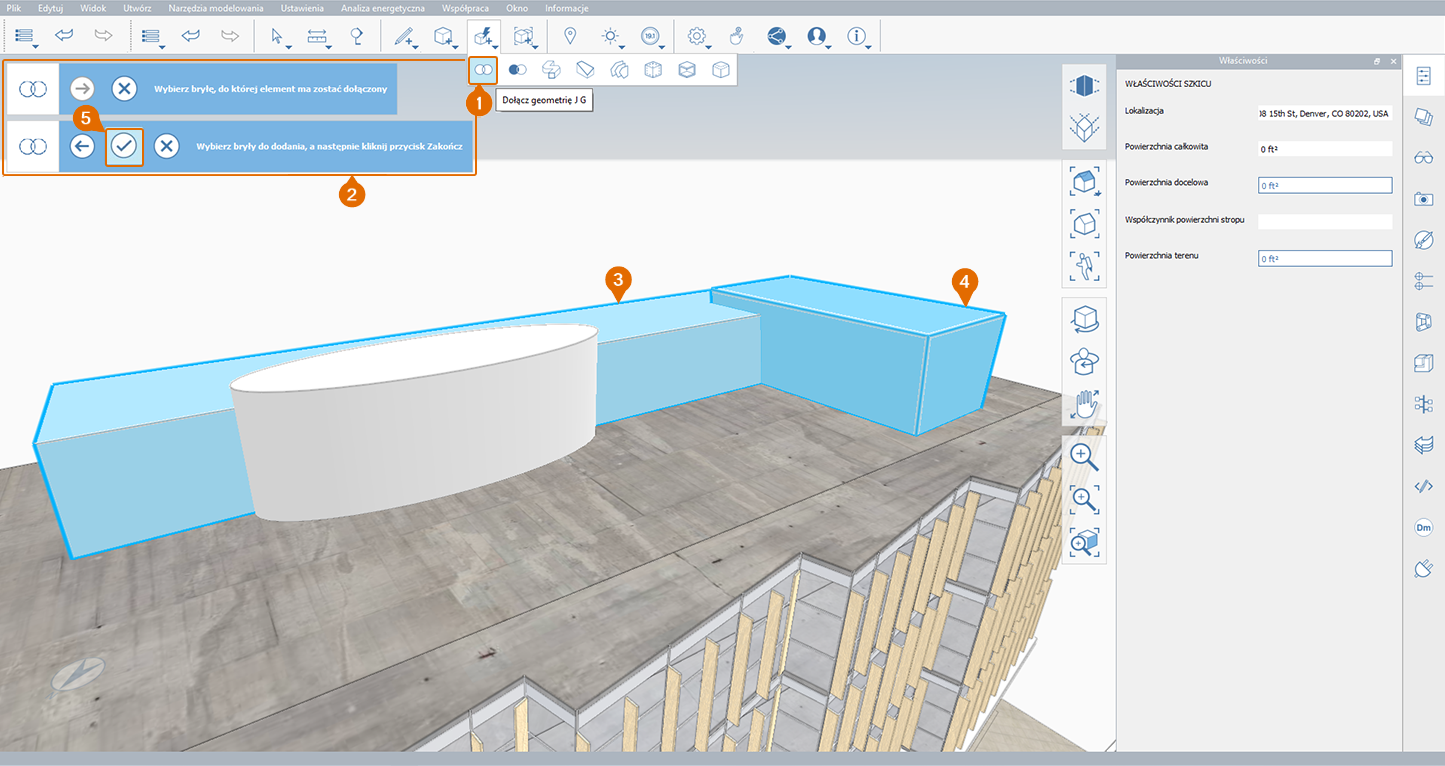 Plik Edytuj Widok Utwórz Narzędzia modelowania Ustawienia Analiza energetyczna Współpraca Okno Informacje
19.1
Właściwości
Wybierz bryłę, do której element ma zostać dołączony
1
Dołącz geometrię J G
5
Wybierz bryły do dodania, a następnie kliknij przycisk Zakończ
2
3
4
WŁAŚCIWOŚCI SZKICU
Lokalizacja
15th St, Denver, CO 80202, USA
Powierzchnia całkowita
0 ft²
Powierzchnia docelowa
0 ft²
Współczynnik powierzchni stropu
Powierzchnia terenu
0 ft²
Dm